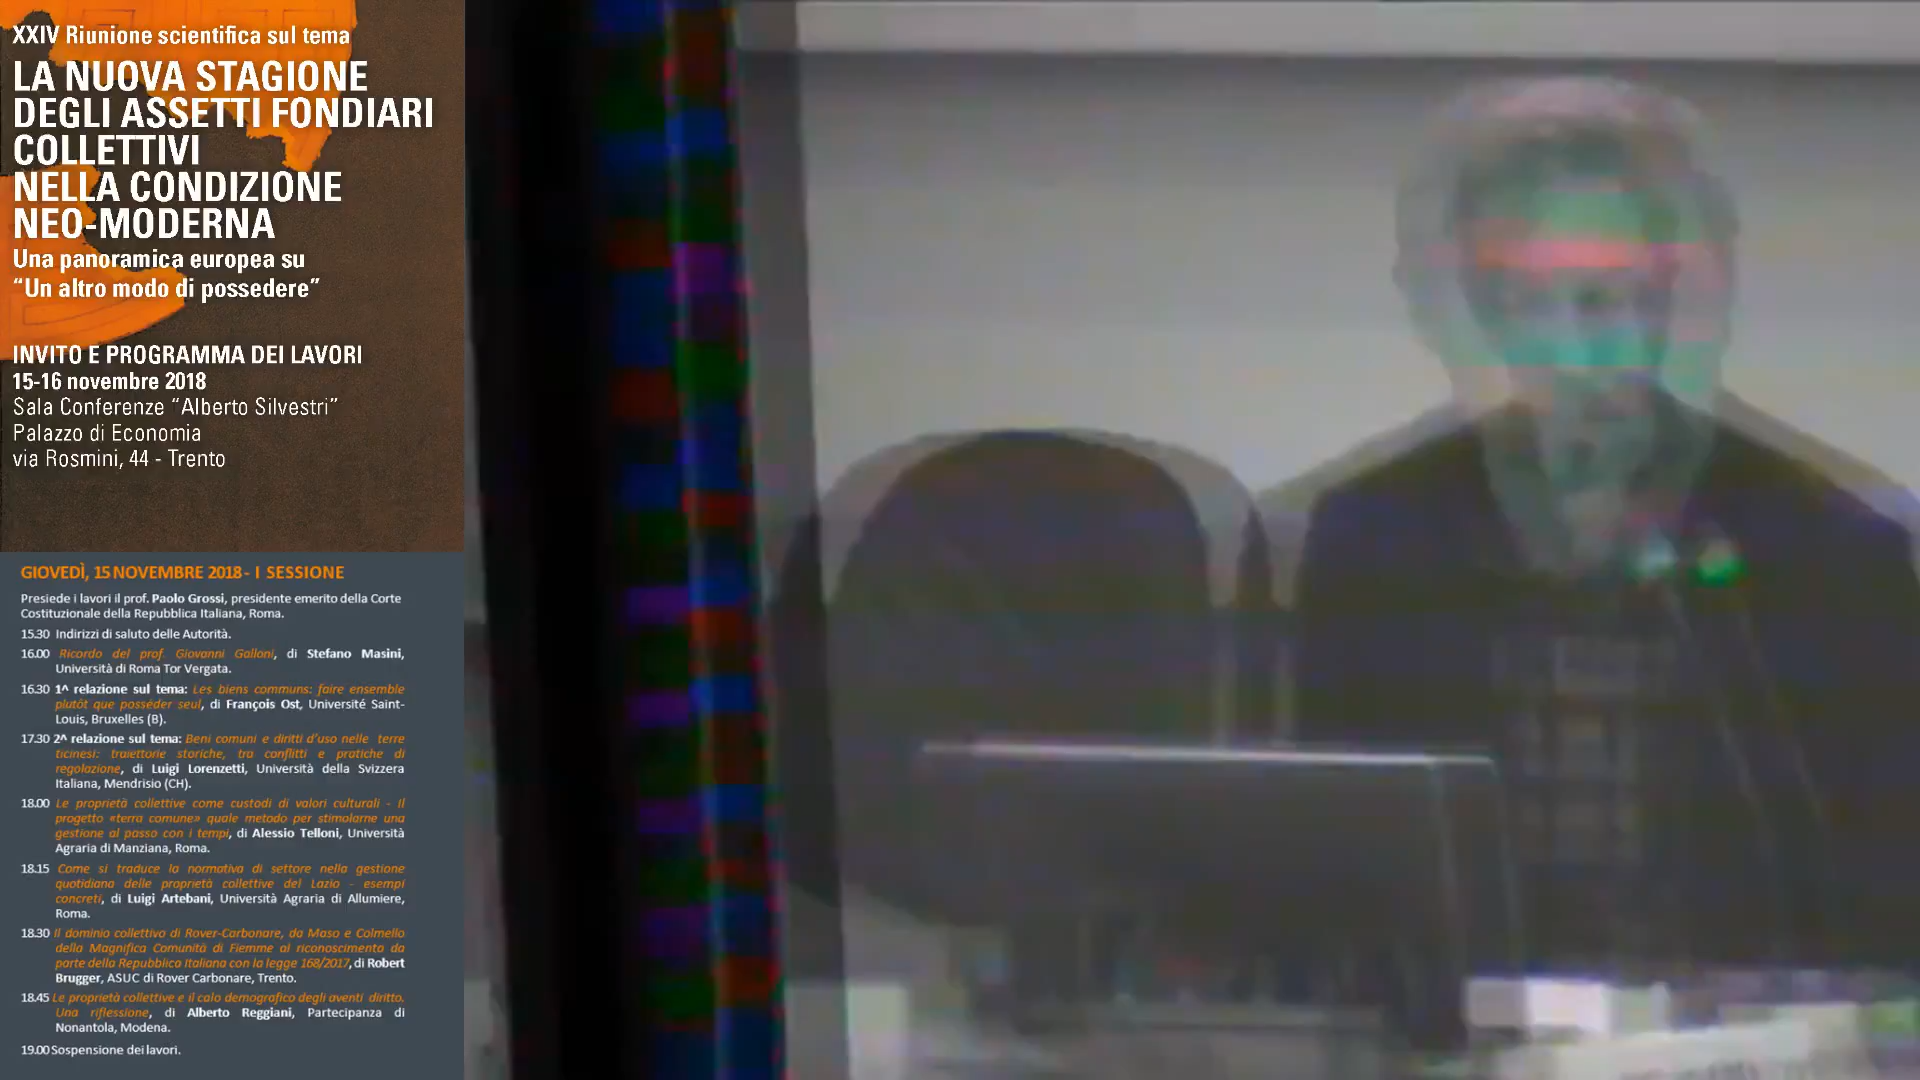 XXIV Riunione scientifica sul tema
LA NUOVA STAGIONE
DEGLI ASSETTI FONDIARI
COLLETTIVI
NELLA CONDIZIONE
NEO-MODERNA
Una panoramica europea su
“Un altro modo di possedere”
INVITO E PROGRAMMA DEI LAVORI
15-16 novembre 2018
Sala Conferenze “Alberto Silvestri”
Palazzo di Economia
via Rosmini, 44 - Trento
GIOVEDÌ, 15 NOVEMBRE 2018 - I SESSIONE
Presiede i lavori il prof. Paolo Grossi, presidente emerito della Corte
Costituzionale della Repubblica Italiana, Roma.
15.30 Indirizzi di saluto delle Autorità.
16.00 Ricordo del prof. Giovanni Galloni, di Stefano Masini,
Università di Roma Tor Vergata.
16.30 1^ relazione sul tema: Les biens communs: faire ensemble
plutôt que posséder seul, di François Ost, Université Saint-
Louis, Bruxelles (B).
17.30 2^ relazione sul tema: Beni comuni e diritti d'uso nelle terre
ticinesi: traiettorie storiche, tra conflitti e pratiche di
regolazione, di Luigi Lorenzetti, Università della Svizzera
Italiana, Mendrisio (CH).
18.00 Le proprietà collettive come custodi di valori culturali - Il
progetto «terra comune» quale metodo per stimolarne una
gestione al passo con i tempi, di Alessio Telloni, Università
Agraria di Manziana, Roma.
18.15 Come si traduce la normativa di settore nella gestione
quotidiana delle proprietà collettive del Lazio - esempi
concreti, di Luigi Artebani, Università Agraria di Allumiere,
Roma.
18.30 Il dominio collettivo di Rover-Carbonare, da Maso e Colmello
della Magnifica Comunità di Fiemme al riconoscimento da
parte della Repubblica Italiana con la legge 168/2017, di Robert
Brugger, ASUC di Rover Carbonare, Trento.
18.45 Le proprietà collettive e il calo demografico degli aventi diritto.
Una riflessione, di Alberto Reggiani, Partecipanza di
Nonantola, Modena.
19.00 Sospensione dei lavori.